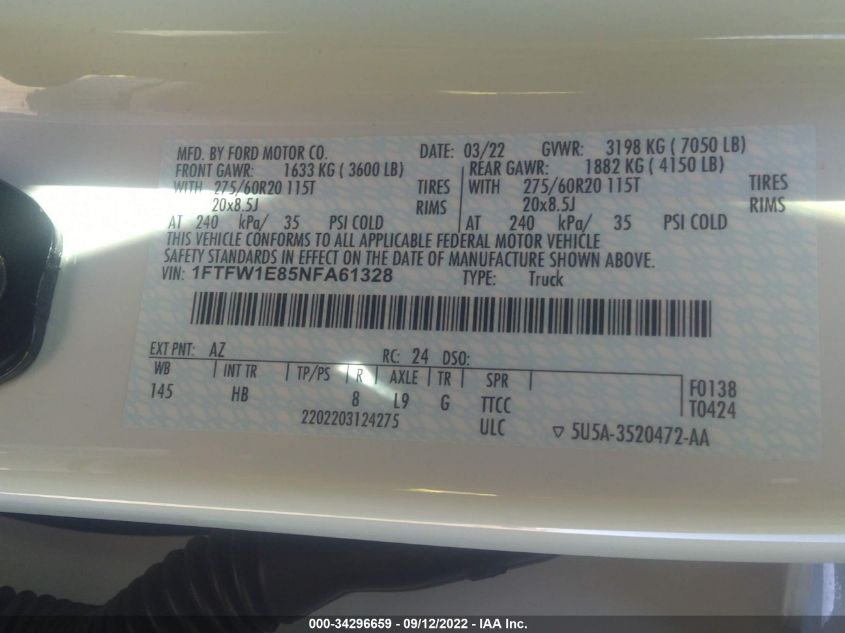 MFD. BY FORD MOTOR CO. DATE: 03/22 GVWR: 3198 KG ( 7050 LB)
FRONT GAWR: 1633 KG ( 3600 LB) REAR GAWR: 1882 KG ( 4150 LB)
WITH 275/60R20 115T TIRES WITH 275/60R20 115T TIRES
20x8.5J RIMS 20x8.5J RIMS
AT 240 kPa/ 35 PSI COLD AT 240 kPa/ 35 PSI COLD
THIS VEHICLE CONFORMS TO ALL APPLICABLE FEDERAL MOTOR VEHICLE
SAFETY STANDARDS IN EFFECT ON THE DATE OF MANUFACTURE SHOWN ABOVE.
VIN: 1FTFW1E85NFA61328 TYPE: Truck
EXT PNT: AZ RC: 24 DSO:
WB INT TR TP/PS R AXLE TR SPR
145 HB 8 L9 G TTCC
F0138
T0424
2202203124275 ULC ▽ 5U5A-3520472-AA
000-34296659 - 09/12/2022 - IAA Inc.